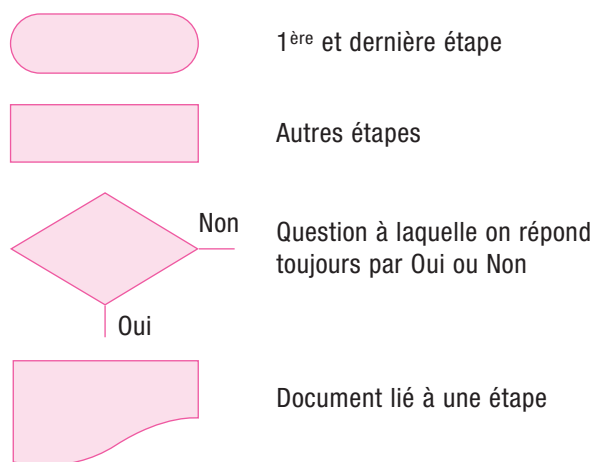 1ère et dernière étape
Autres étapes
Non
Question à laquelle on répond
toujours par Oui ou Non
Oui
Document lié à une étape